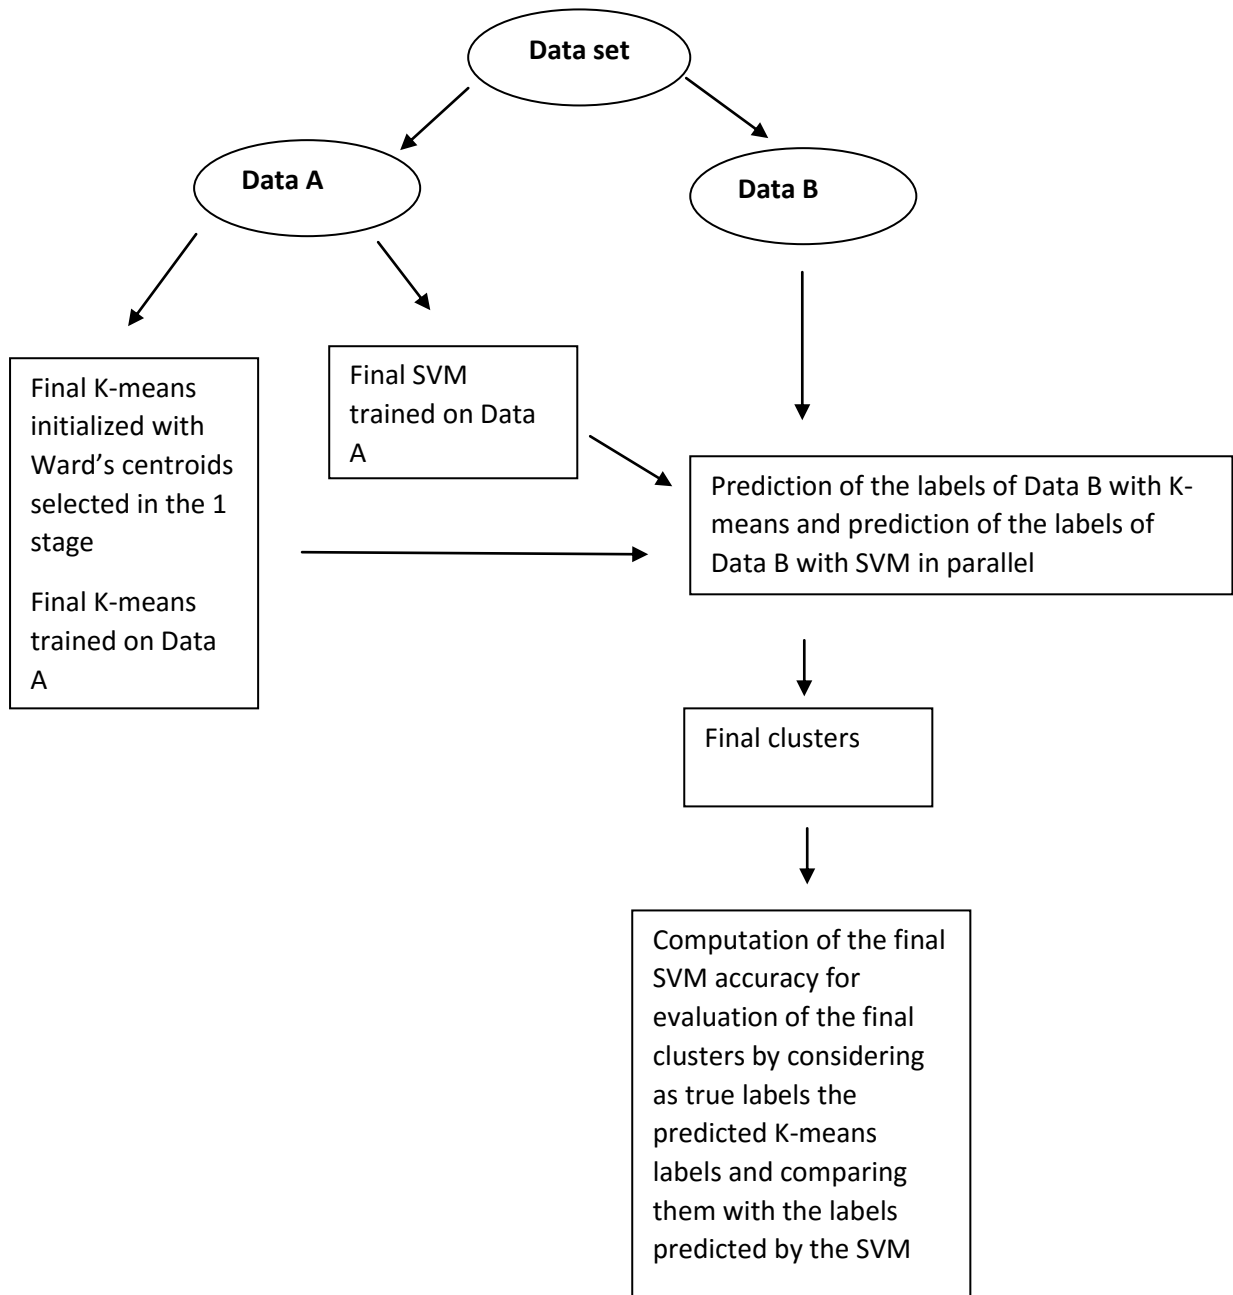 Data set
Data A
Data B
Final K-means
initialized with
Ward’s centroids
selected in the 1
stage
Final K-means
trained on Data
A
Final SVM
trained on Data
A
Prediction of the labels of Data B with K-
means and prediction of the labels of
Data B with SVM in parallel
Final clusters
Computation of the final
SVM accuracy for
evaluation of the final
clusters by considering
as true labels the
predicted K-means
labels and comparing
them with the labels
predicted by the SVM